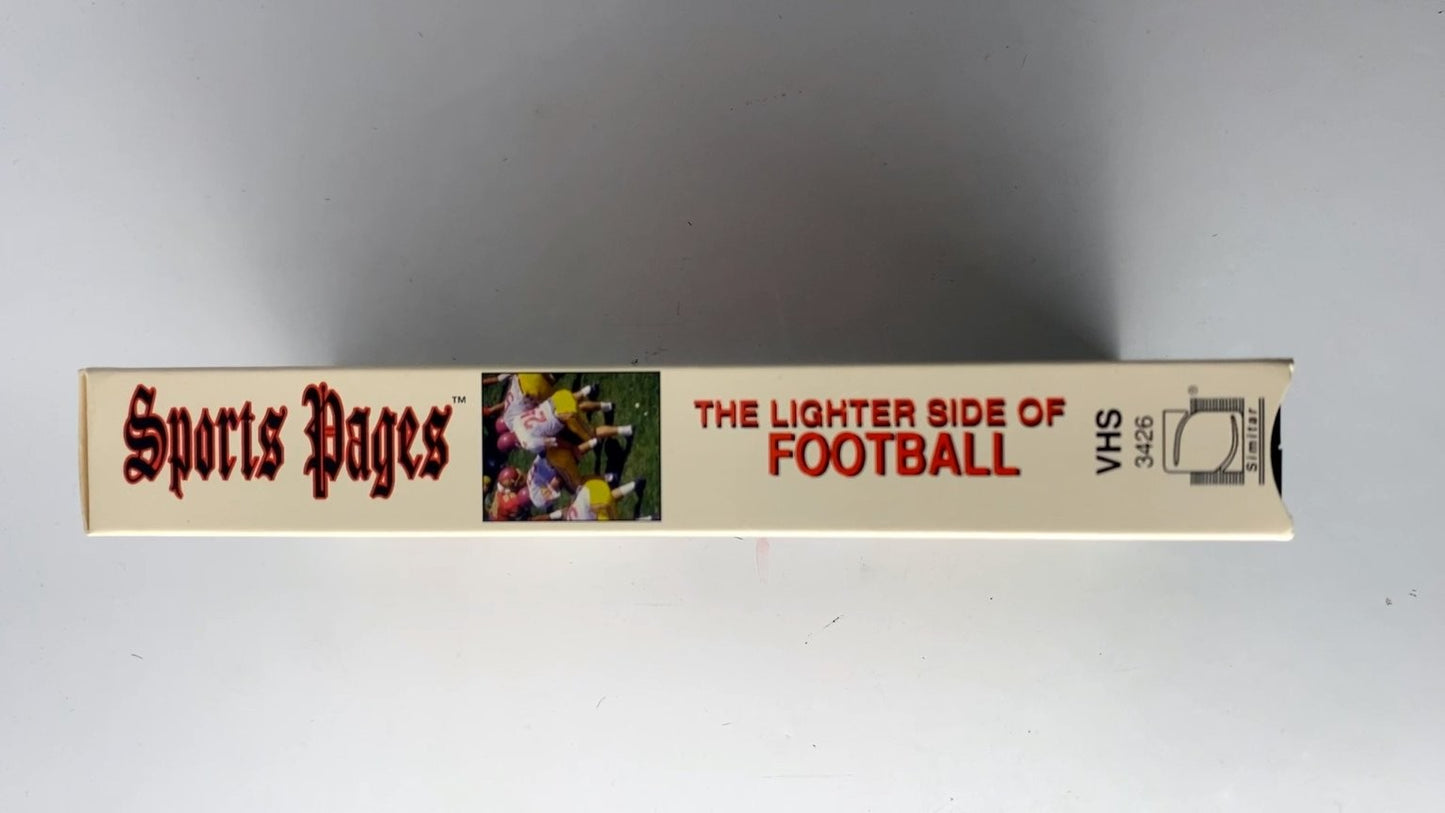 Sports Pages™
THE LIGHTER SIDE OF
FOOTBALL
VHS
3426
®
Simitar